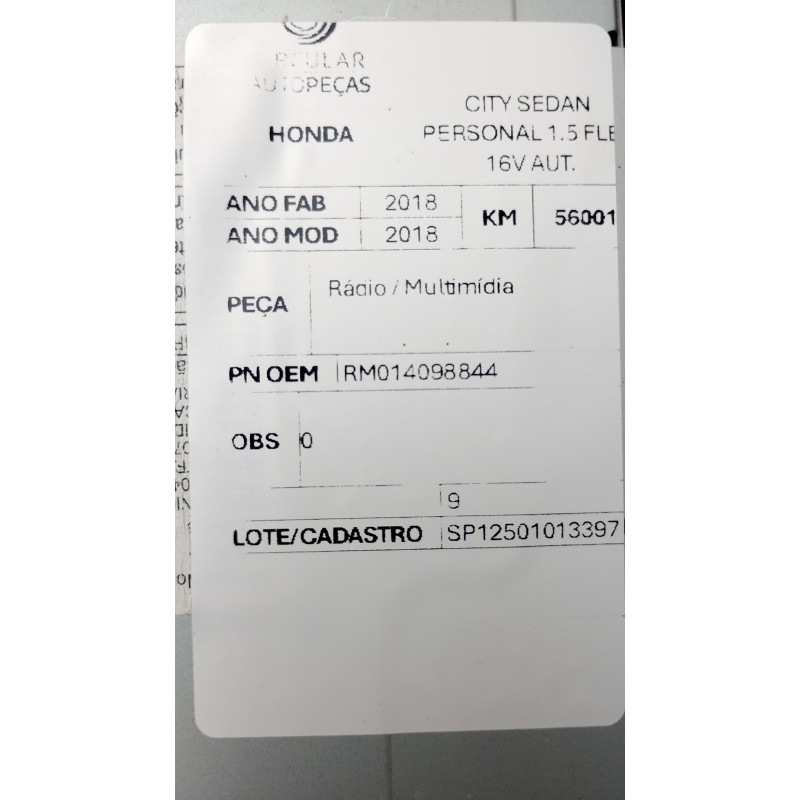 RCULAR
AUTOPEÇAS
HONDA
CITY SEDAN
PERSONAL 1.5 FLE
16V AUT.
ANO FAB 2018
ANO MOD 2018
KM 56001
PEÇA Rádio / Multimídia
PN OEM RM014098844
OBS 0
9
LOTE/CADASTRO SP12501013397